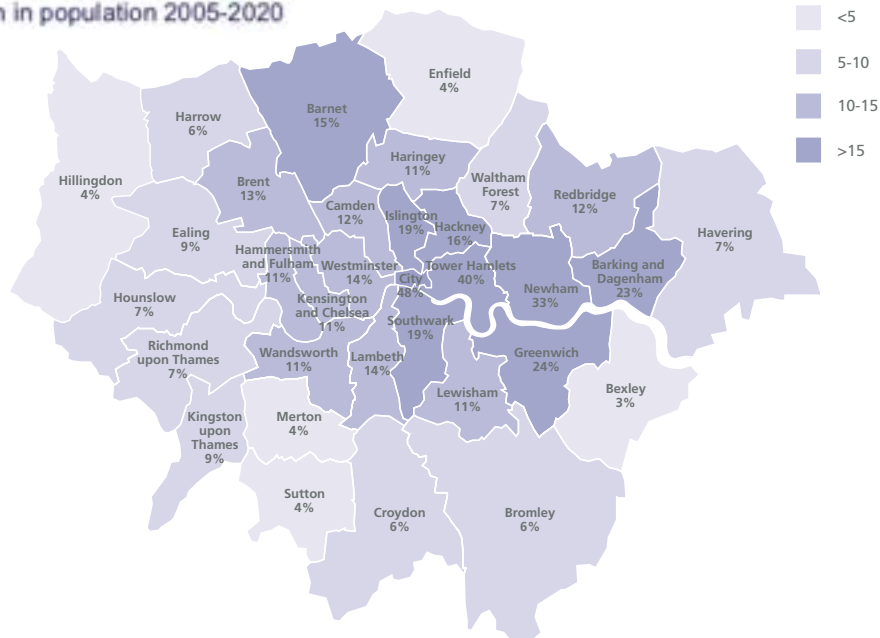 in population 2005-2020
<5
5-10
10-15
>15
Enfield
4%
Barnet
15%
Harrow
6%
Hillingdon
4%
Haringey
11%
Waltham
Forest
7%
Redbridge
12%
Havering
7%
Brent
13%
Camden
12%
Islington
19%
Hackney
16%
Ealing
9%
Hammersmith
and Fulham
11%
Westminster
14%
City
48%
Tower Hamlets
40%
Newham
33%
Barking and
Dagenham
23%
Hounslow
7%
Kensington
and Chelsea
11%
Southwark
19%
Richmond
upon Thames
7%
Wandsworth
11%
Lambeth
14%
Greenwich
24%
Bexley
3%
Lewisham
11%
Kingston
upon
Thames
9%
Merton
4%
Sutton
4%
Croydon
6%
Bromley
6%